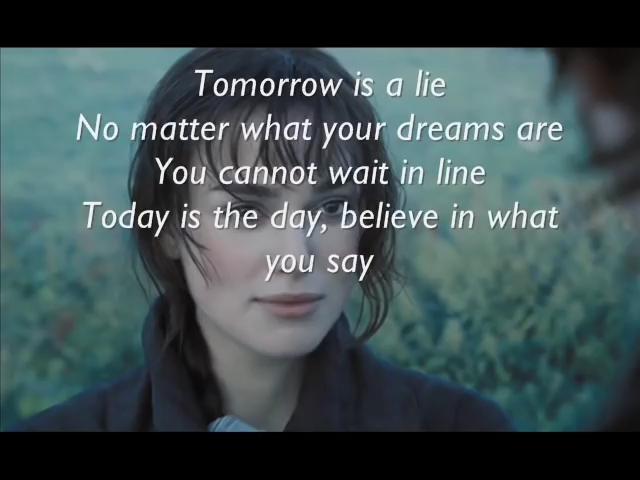 Tomorrow is a lie
No matter what your dreams are
You cannot wait in line
Today is the day, believe in what
you say